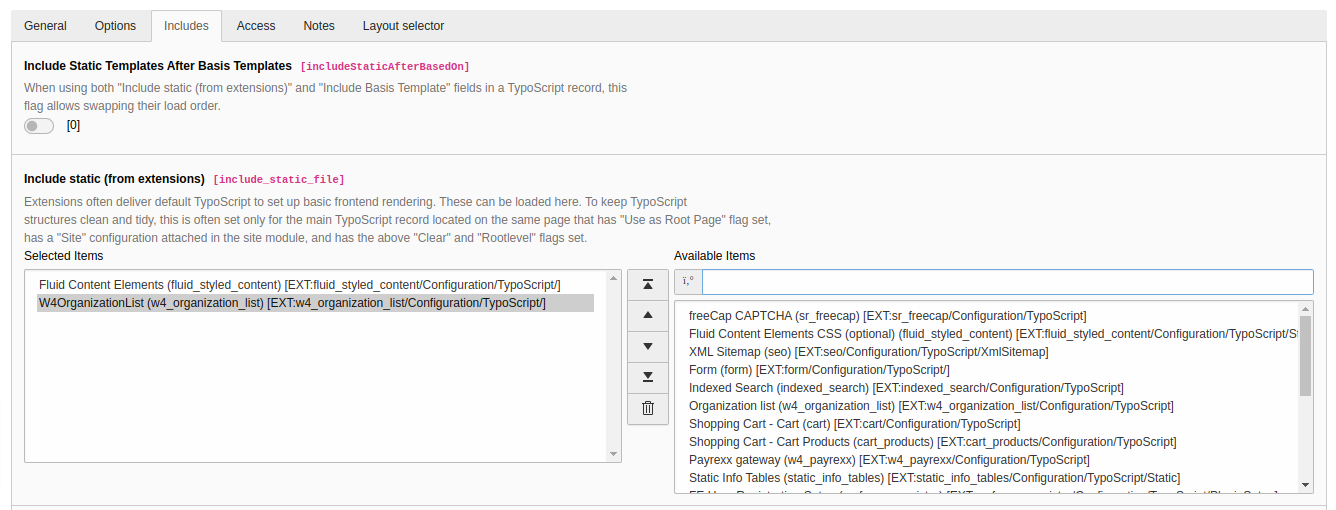 General Options Includes Access Notes Layout selector
Include Static Templates After Basis Templates [includeStaticAfterBasedOn]
When using both "Include static (from extensions)" and "Include Basis Template" fields in a TypoScript record, this
flag allows swapping their load order.
[0]
Include static (from extensions) [include_static_file]
Extensions often deliver default TypoScript to set up basic frontend rendering. These can be loaded here. To keep TypoScript
structures clean and tidy, this is often set only for the main TypoScript record located on the same page that has "Use as Root Page" flag set,
has a "Site" configuration attached in the site module, and has the above "Clear" and "Rootlevel" flags set.
Selected Items
Fluid Content Elements (fluid_styled_content) [EXT:fluid_styled_content/Configuration/TypoScript/]
W4OrganizationList (w4_organization_list) [EXT:w4_organization_list/Configuration/TypoScript/]
Available Items
ï,°
freeCap CAPTCHA (sr_freecap) [EXT:sr_freecap/Configuration/TypoScript]
Fluid Content Elements CSS (optional) (fluid_styled_content) [EXT:fluid_styled_content/Configuration/TypoScript/St
XML Sitemap (seo) [EXT:seo/Configuration/TypoScript/XmlSitemap]
Form (form) [EXT:form/Configuration/TypoScript/]
Indexed Search (indexed_search) [EXT:indexed_search/Configuration/TypoScript]
Organization list (w4_organization_list) [EXT:w4_organization_list/Configuration/TypoScript]
Shopping Cart - Cart (cart) [EXT:cart/Configuration/TypoScript]
Shopping Cart - Cart Products (cart_products) [EXT:cart_products/Configuration/TypoScript]
Payrexx gateway (w4_payrexx) [EXT:w4_payrexx/Configuration/TypoScript]
Static Info Tables (static_info_tables) [EXT:static_info_tables/Configuration/TypoScript/Static]